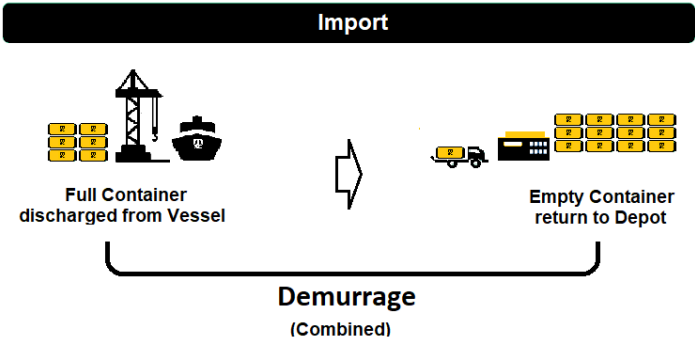 Import
Full Container
discharged from Vessel
Empty Container
return to Depot
Demurrage
(Combined)